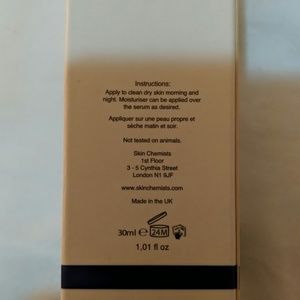 Instructions:
Apply to clean dry skin morning and
night. Moisturiser can be applied over
the serum as desired.
Appliquer sur une peau propre et
sèche matin et soir.
Not tested on animals.
Skin Chemists
1st Floor
3 - 5 Cynthia Street
London N1 9JF
www.skinchemists.com
Made in the UK
30ml ℮ 24M
1,01 fl oz